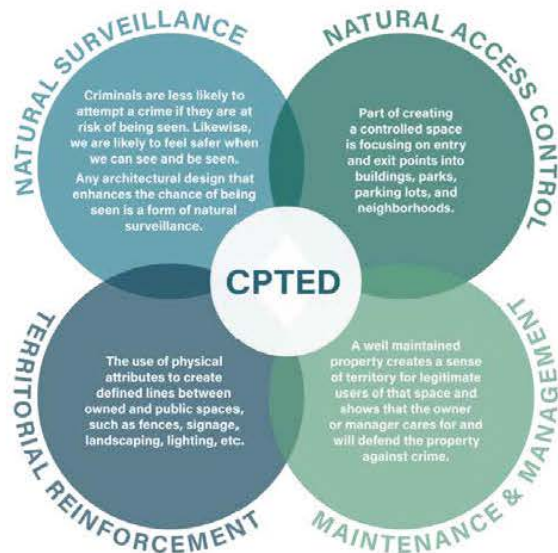 NATURAL SURVEILLANCE
Criminals are less likely to
attempt a crime if they are at
risk of being seen. Likewise,
we are likely to feel safer when
we can see and be seen.
Any architectural design that
enhances the chance of being
seen is a form of natural
surveillance.
NATURAL ACCESS CONTROL
Part of creating
a controlled space
is focusing on entry
and exit points into
buildings, parks,
parking lots, and
neighborhoods.
CPTED
TERRITORIAL REINFORCEMENT
The use of physical
attributes to create
defined lines between
owned and public spaces,
such as fences, signage,
landscaping, lighting, etc.
MAINTENANCE & MANAGEMENT
A well maintained
property creates a sense
of territory for legitimate
users of that space and
shows that the owner
or manager cares for and
will defend the property
against crime.